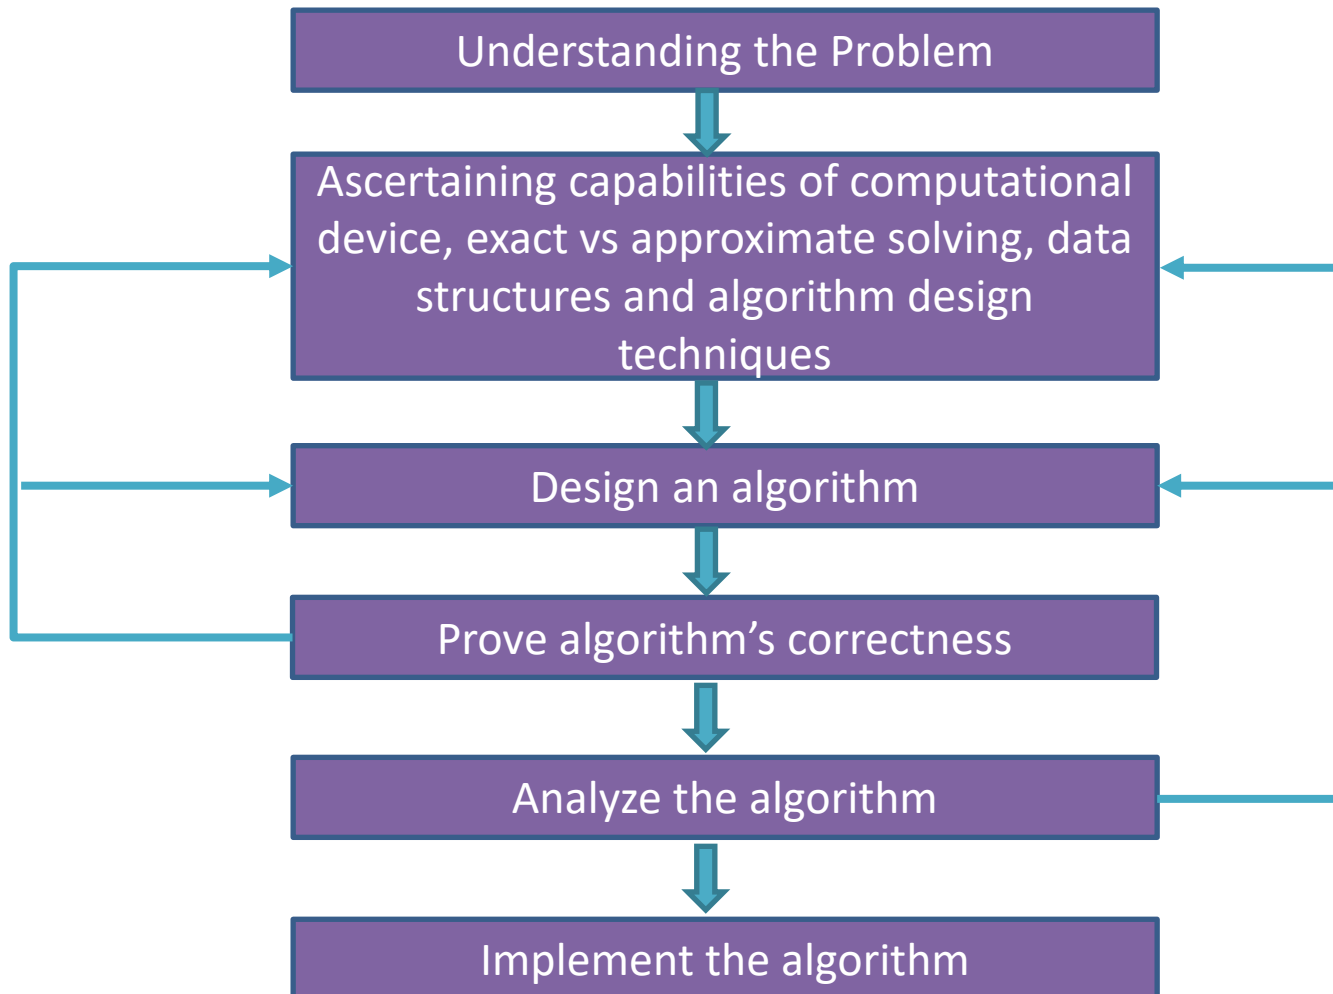 Understanding the Problem
Ascertaining capabilities of computational
device, exact vs approximate solving, data
structures and algorithm design
techniques
Design an algorithm
Prove algorithm’s correctness
Analyze the algorithm
Implement the algorithm